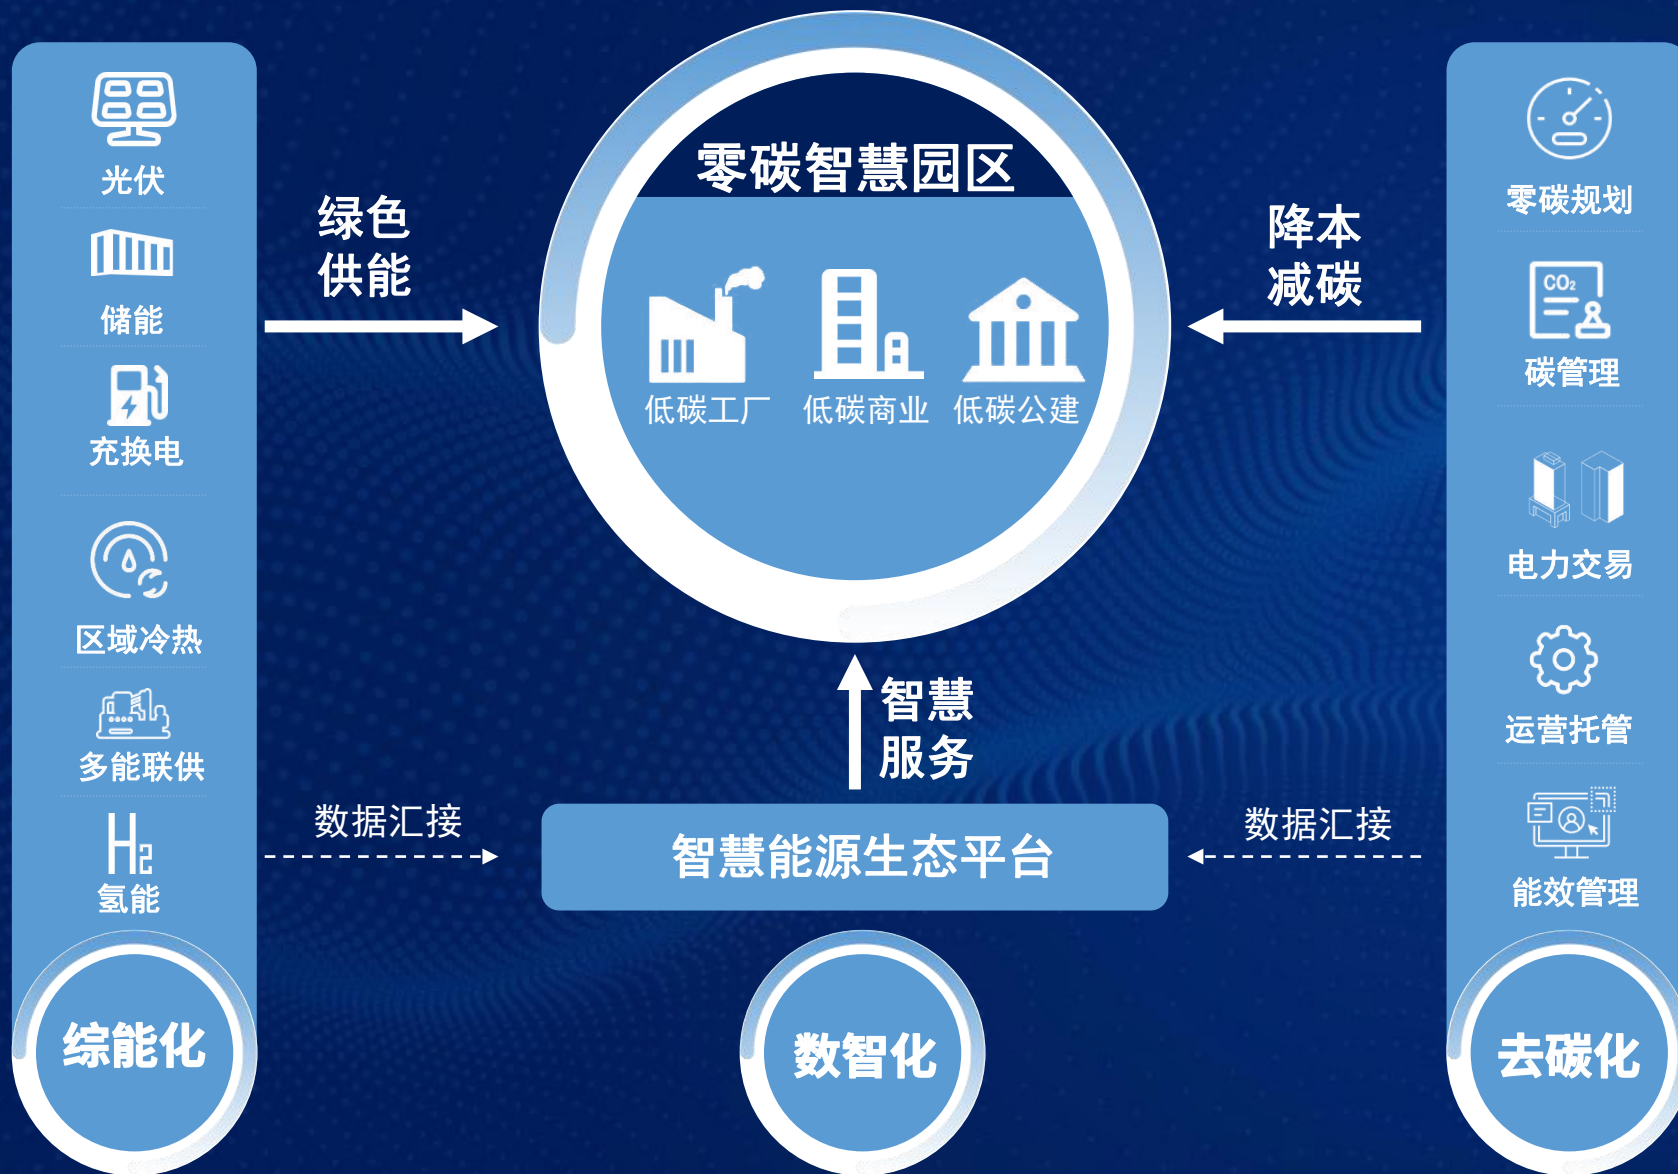 光伏
储能
充换电
区域冷热
多能联供
H2
氢能
综能化
绿色
供能
数据汇接
零碳智慧园区
低碳工厂
低碳商业
低碳公建
智慧
服务
智慧能源生态平台
数智化
降本
减碳
数据汇接
零碳规划
CO₂
碳管理
电力交易
运营托管
能效管理
去碳化